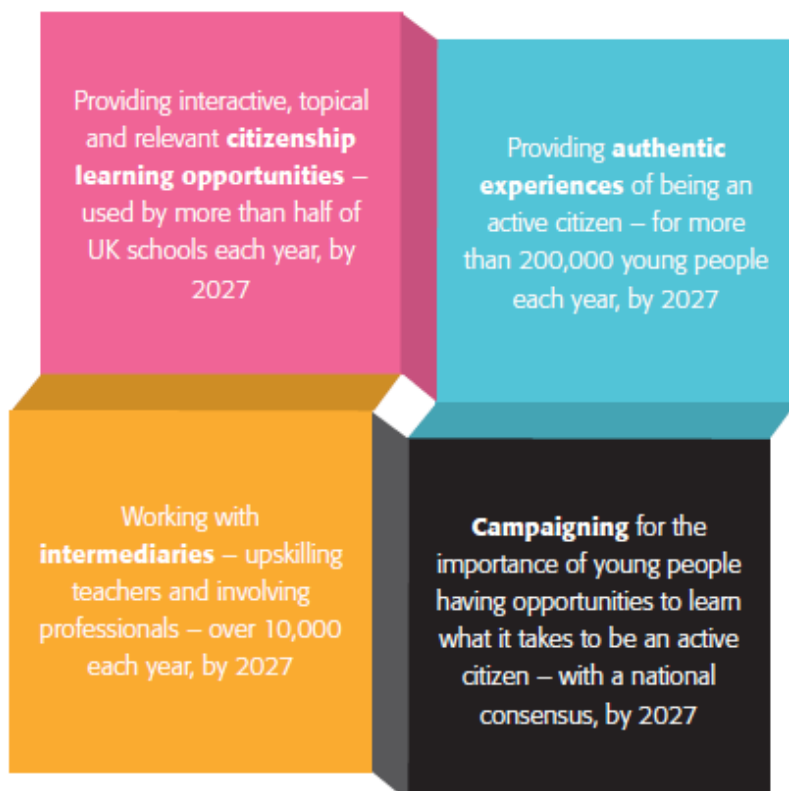 Providing interactive, topical
and relevant citizenship
learning opportunities –
used by more than half of
UK schools each year, by
2027
Providing authentic
experiences of being an
active citizen – for more
than 200,000 young people
each year, by 2027
Working with
intermediaries – upskilling
teachers and involving
professionals – over 10,000
each year, by 2027
Campaigning for the
importance of young people
having opportunities to learn
what it takes to be an active
citizen – with a national
consensus, by 2027